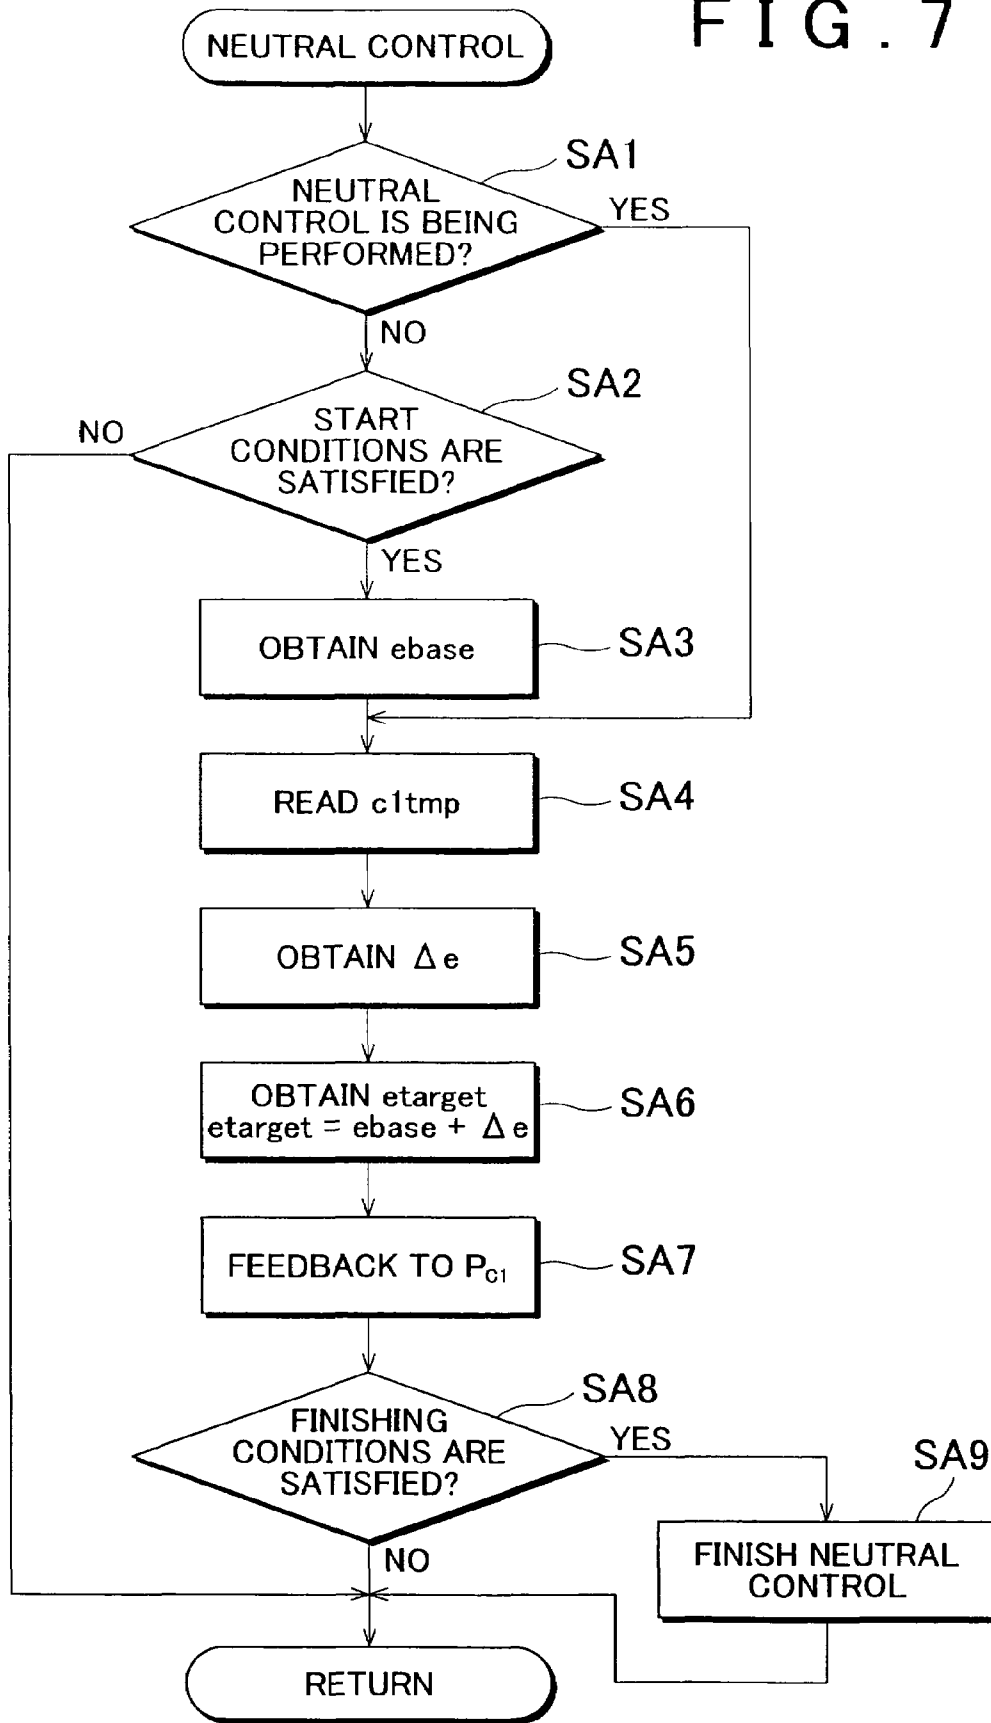 FIG. 7
NEUTRAL CONTROL
SA1
NEUTRAL
CONTROL IS BEING
PERFORMED?
YES
NO
SA2
START
CONDITIONS ARE
SATISFIED?
NO
YES
OBTAIN ebase
SA3
READ c1tmp
SA4
OBTAIN Δe
SA5
OBTAIN etarget
etarget = ebase + Δe
SA6
FEEDBACK TO PC1
SA7
SA8
FINISHING
CONDITIONS ARE
SATISFIED?
YES
NO
SA9
FINISH NEUTRAL
CONTROL
RETURN